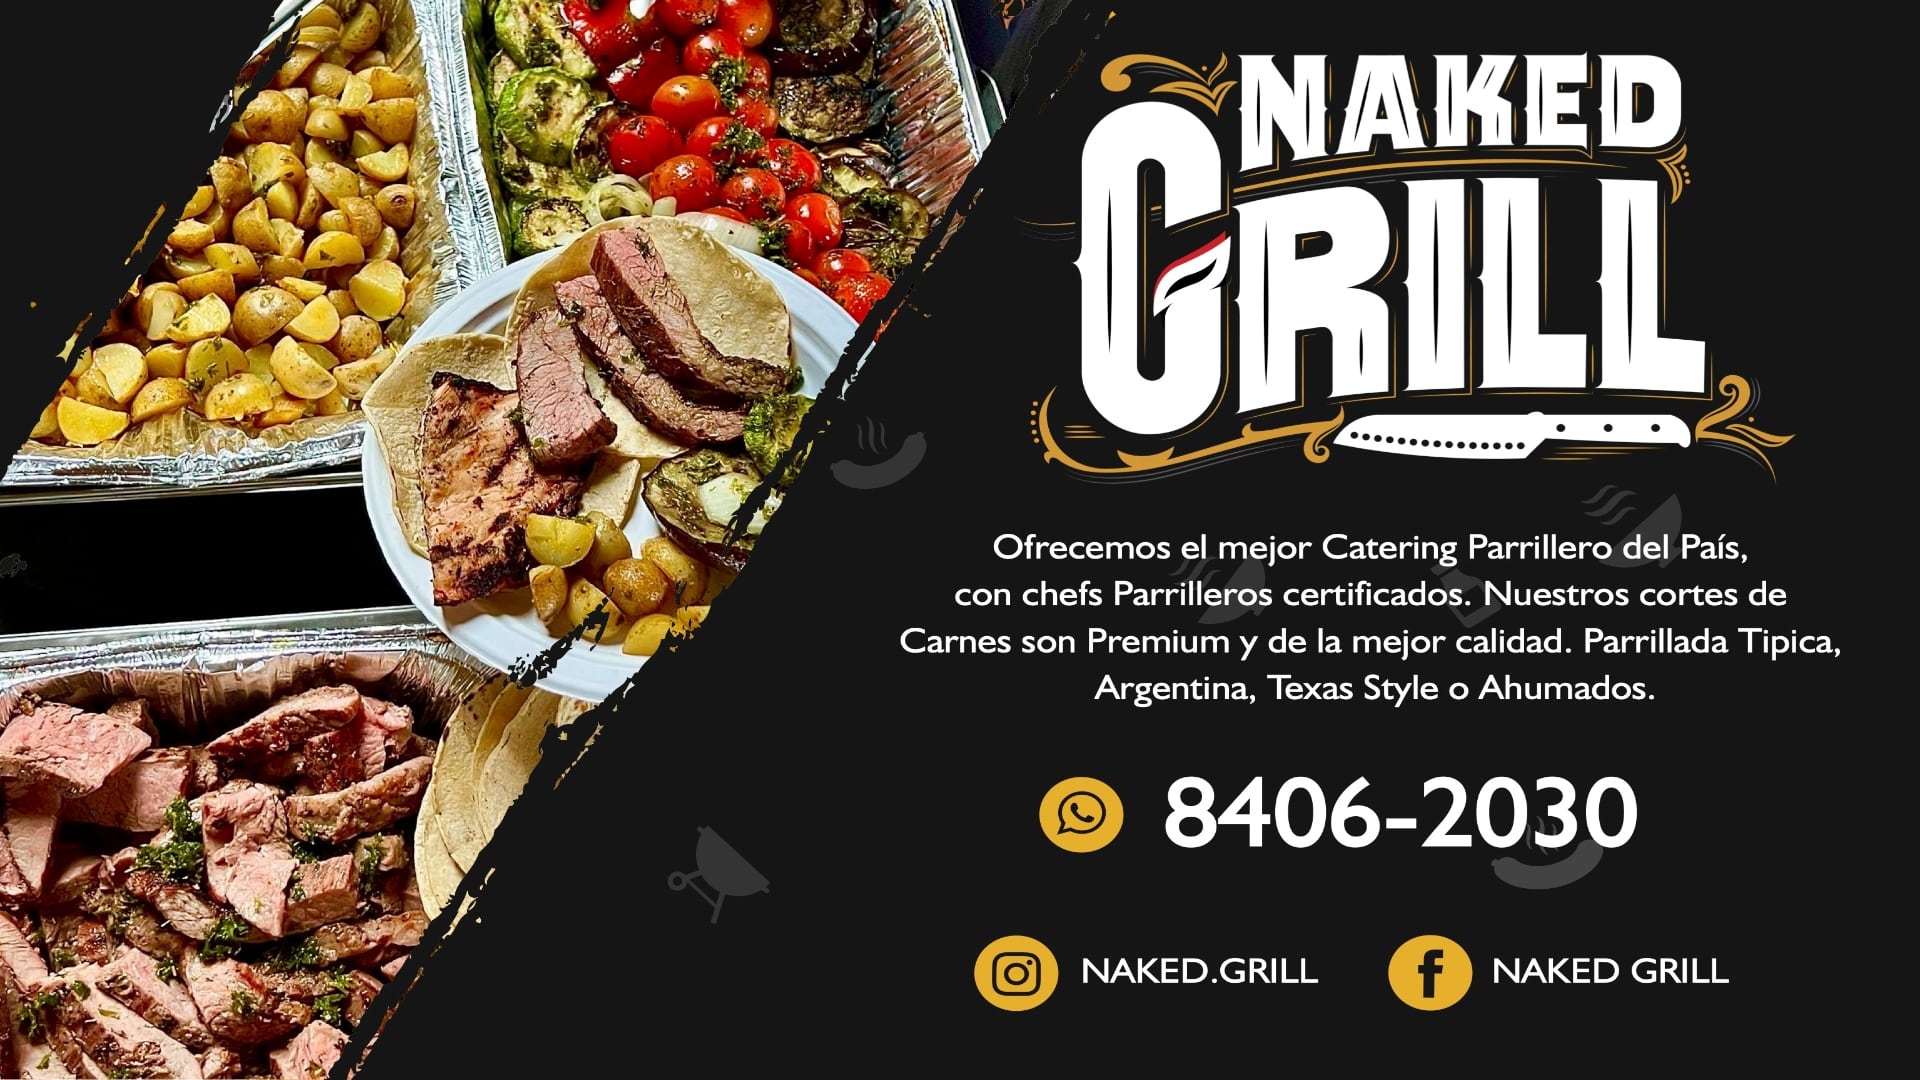 NAKED
GRILL
Ofrecemos el mejor Catering Parrillero del País,
con chefs Parrilleros certificados. Nuestros cortes de
Carnes son Premium y de la mejor calidad. Parrillada Tipica,
Argentina, Texas Style o Ahumados.
8406-2030
NAKED.GRILL
NAKED GRILL